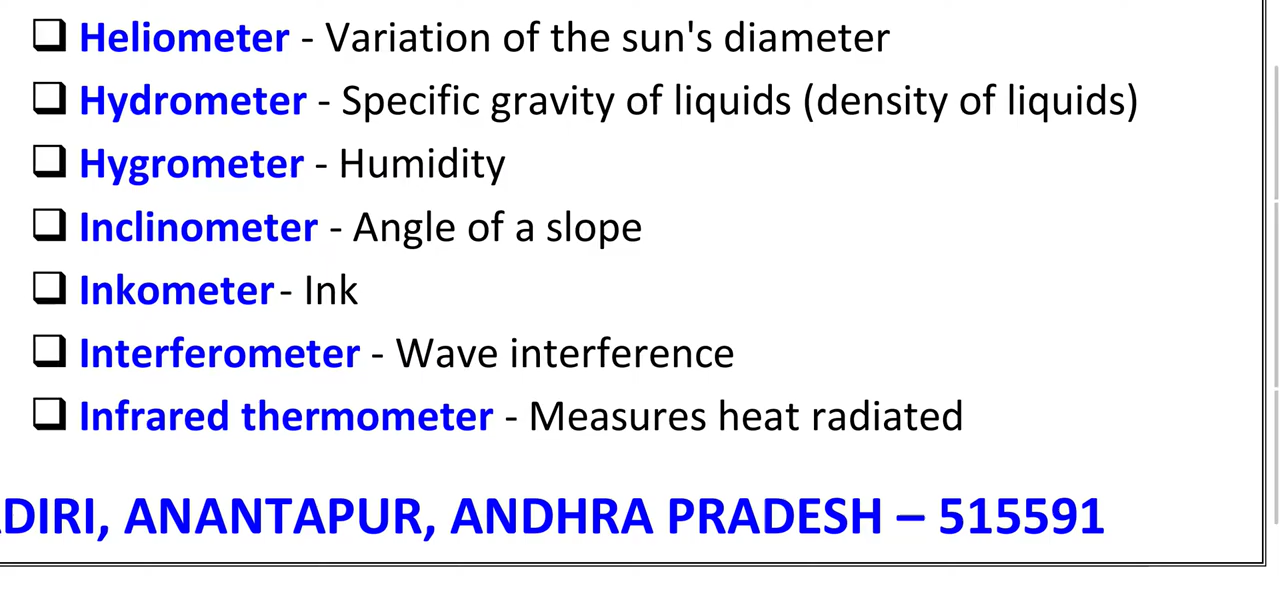 ❑ Heliometer - Variation of the sun's diameter
❑ Hydrometer - Specific gravity of liquids (density of liquids)
❑ Hygrometer - Humidity
❑ Inclinometer - Angle of a slope
❑ Inkometer - Ink
❑ Interferometer - Wave interference
❑ Infrared thermometer - Measures heat radiated
ANANTAPUR, ANDHRA PRADESH – 515591